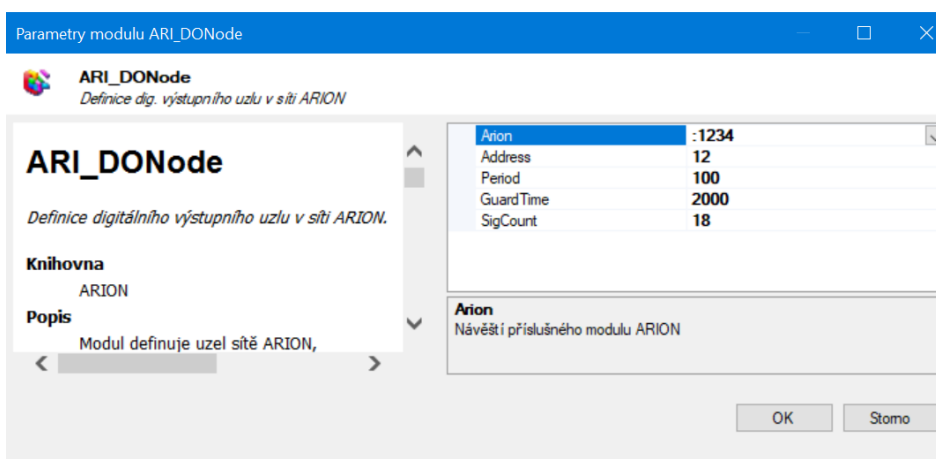 Parametry modulu ARI_DONode
ARI_DONode
Definice dig. výstupního uzlu v síti ARION
ARI_DONode
Definice digitálního výstupního uzlu v síti ARION.
Knihovna
ARION
Popis
Modul definuje uzel sítě ARION,
Arion :1234
Address 12
Period 100
GuardTime 2000
SigCount 18
Arion
Návěští příslušného modulu ARION
OK Storno